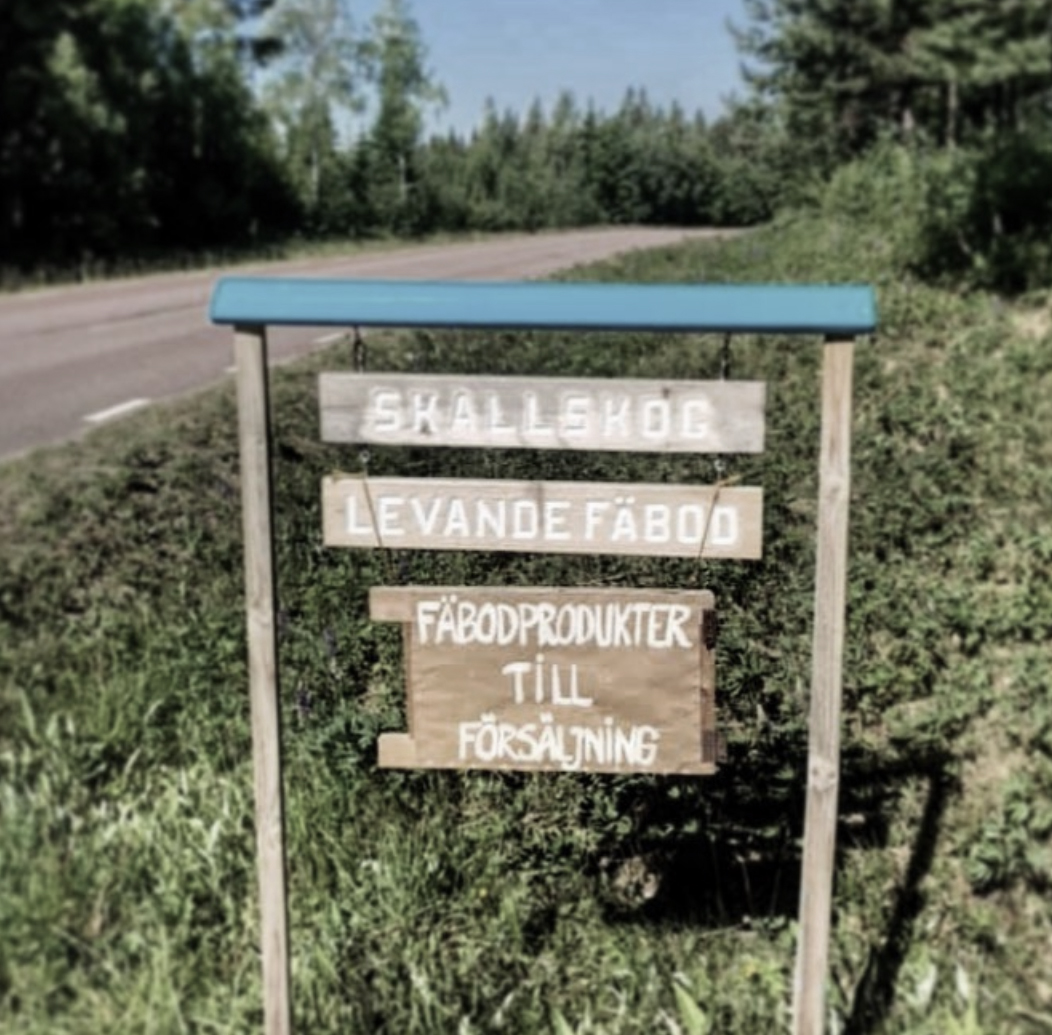 SKALLSKOG
LEVANDE FÄBOD
FÄBODPRODUKTER
TILL
FÖRSÄLJNING